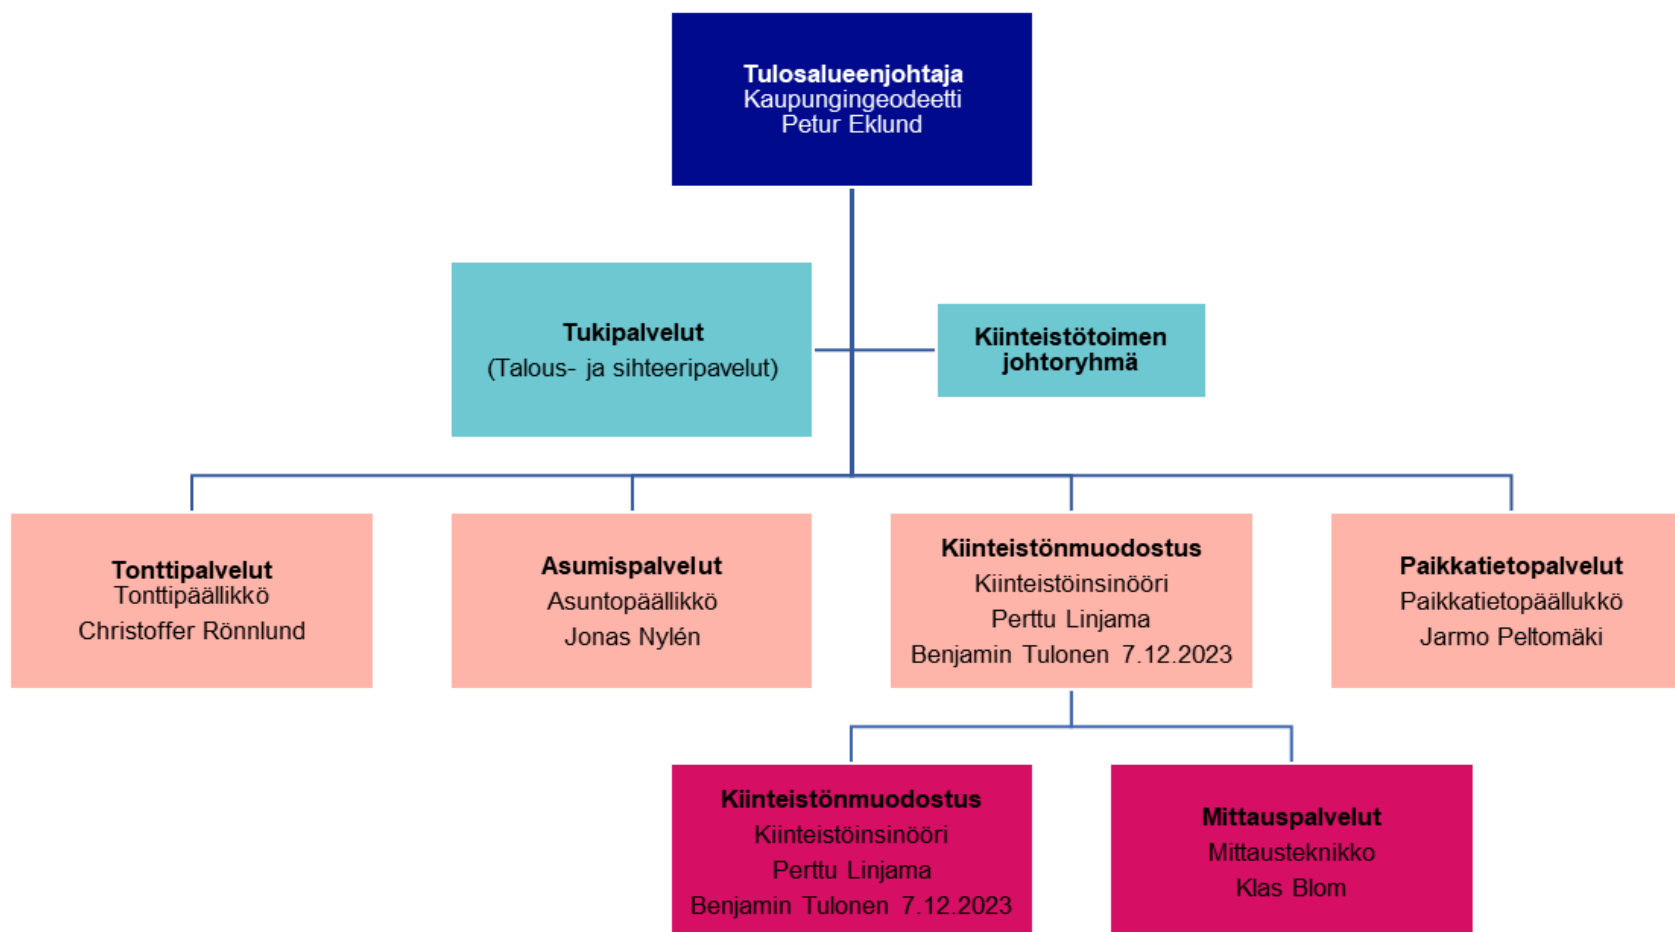 Tulosalueenjohtaja
Kaupungingeodeetti
Petur Eklund
Tukipalvelut
(Talous- ja sihteeripavelut)
Kiinteistötoimen
johtoryhmä
Tonttipalvelut
Tonttipäällikkö
Christoffer Rönnlund
Asumispalvelut
Asuntopäällikkö
Jonas Nylén
Kiinteistönmuodostus
Kiinteistöinsinööri
Perttu Linjama
Benjamin Tulonen 7.12.2023
Paikkatietopalvelut
Paikkatietopäällukkö
Jarmo Peltomäki
Kiinteistönmuodostus
Kiinteistöinsinööri
Perttu Linjama
Benjamin Tulonen 7.12.2023
Mittauspalvelut
Mittausteknikko
Klas Blom